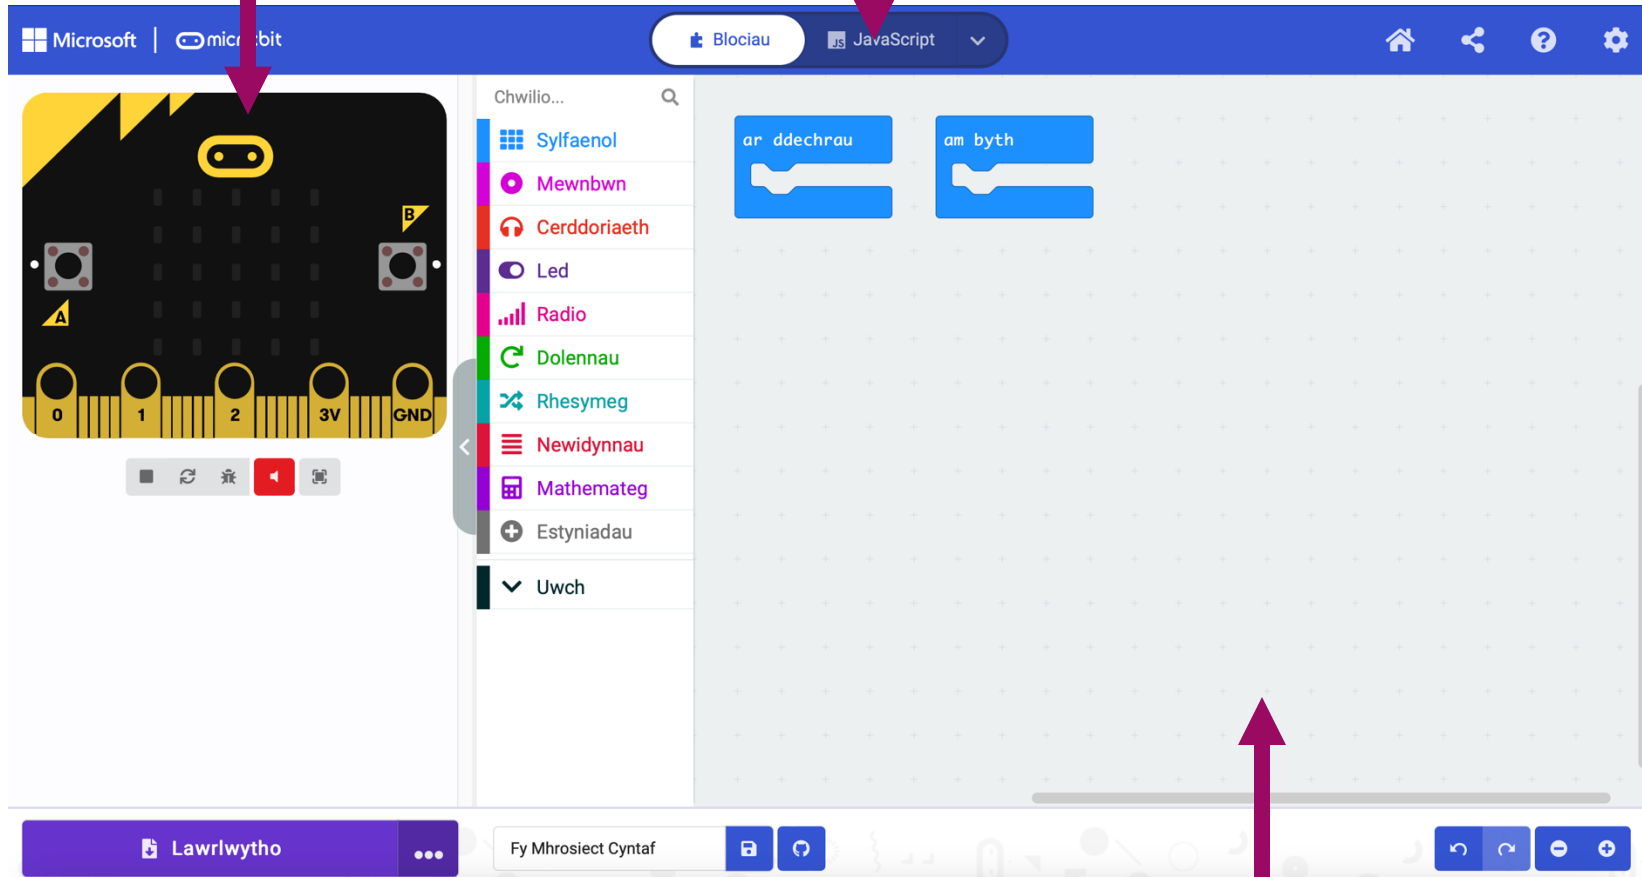 Microsoft
micro:bit
Blociau
JavaScript
Chwilio...
Sylfaenol
Mewnbwn
Cerddoriaeth
Led
Radio
Dolennau
Rhesymeg
Newidynnau
Mathemateg
Estyniadau
Uwch
ar ddechrau
am byth
B
A
0 1 2 3V GND
Lawrlwytho
Fy Mhrosiect Cyntaf